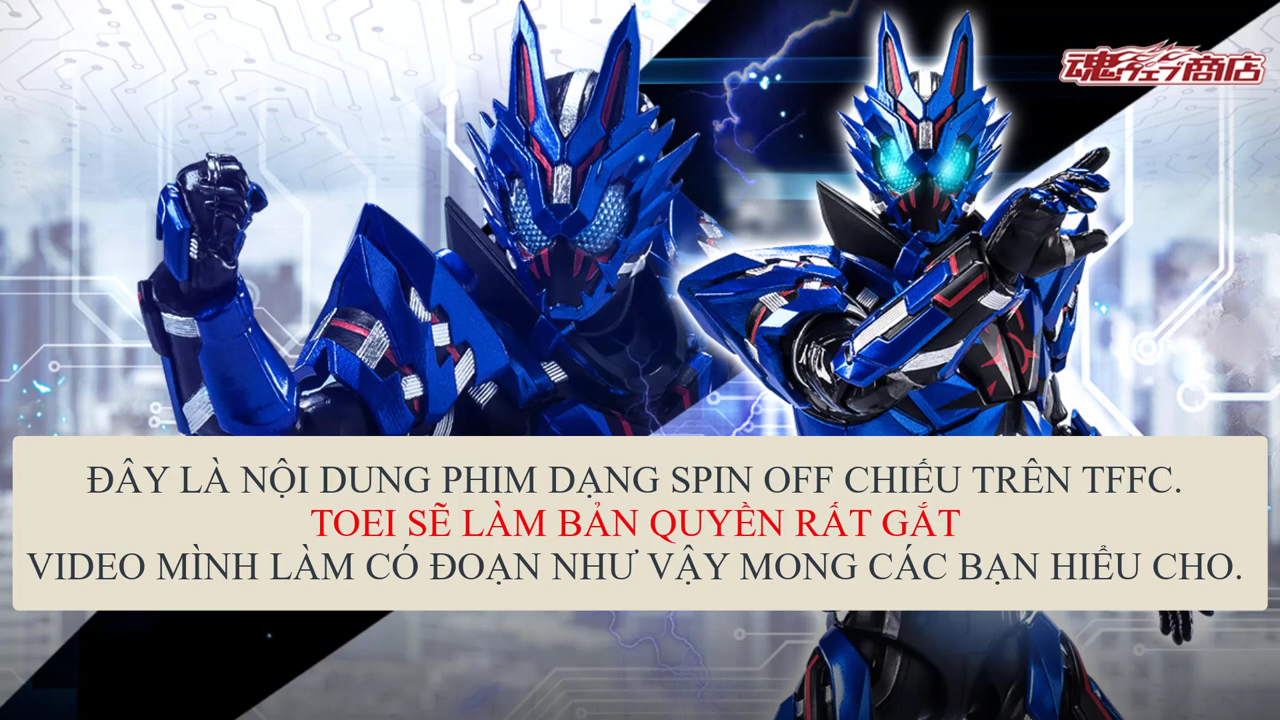 魂ウェブ商店
ĐÂY LÀ NỘI DUNG PHIM DẠNG SPIN OFF CHIẾU TRÊN TFFC.
TOEI SẼ LÀM BẢN QUYỀN RẤT GẮT
VIDEO MÌNH LÀM CÓ ĐOẠN NHƯ VẬY MONG CÁC BẠN HIỂU CHO.